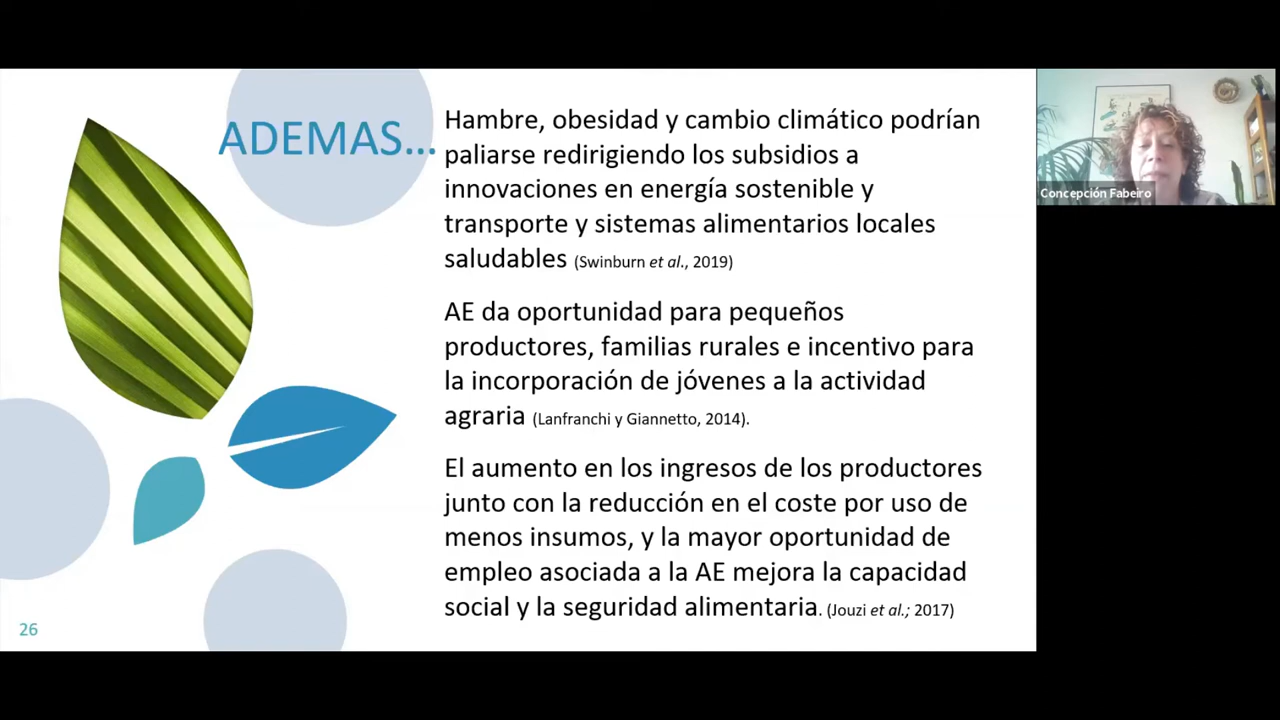 ADEMAS...
Hambre, obesidad y cambio climático podrían
paliarse redirigiendo los subsidios a
innovaciones en energía sostenible y
transporte y sistemas alimentarios locales
saludables (Swinburn et al., 2019)
AE da oportunidad para pequeños
productores, familias rurales e incentivo para
la incorporación de jóvenes a la actividad
agraria (Lanfranchi y Giannetto, 2014).
El aumento en los ingresos de los productores
junto con la reducción en el coste por uso de
menos insumos, y la mayor oportunidad de
empleo asociada a la AE mejora la capacidad
social y la seguridad alimentaria. (Jouzi et al.; 2017)
26
Concepción Fabeiro